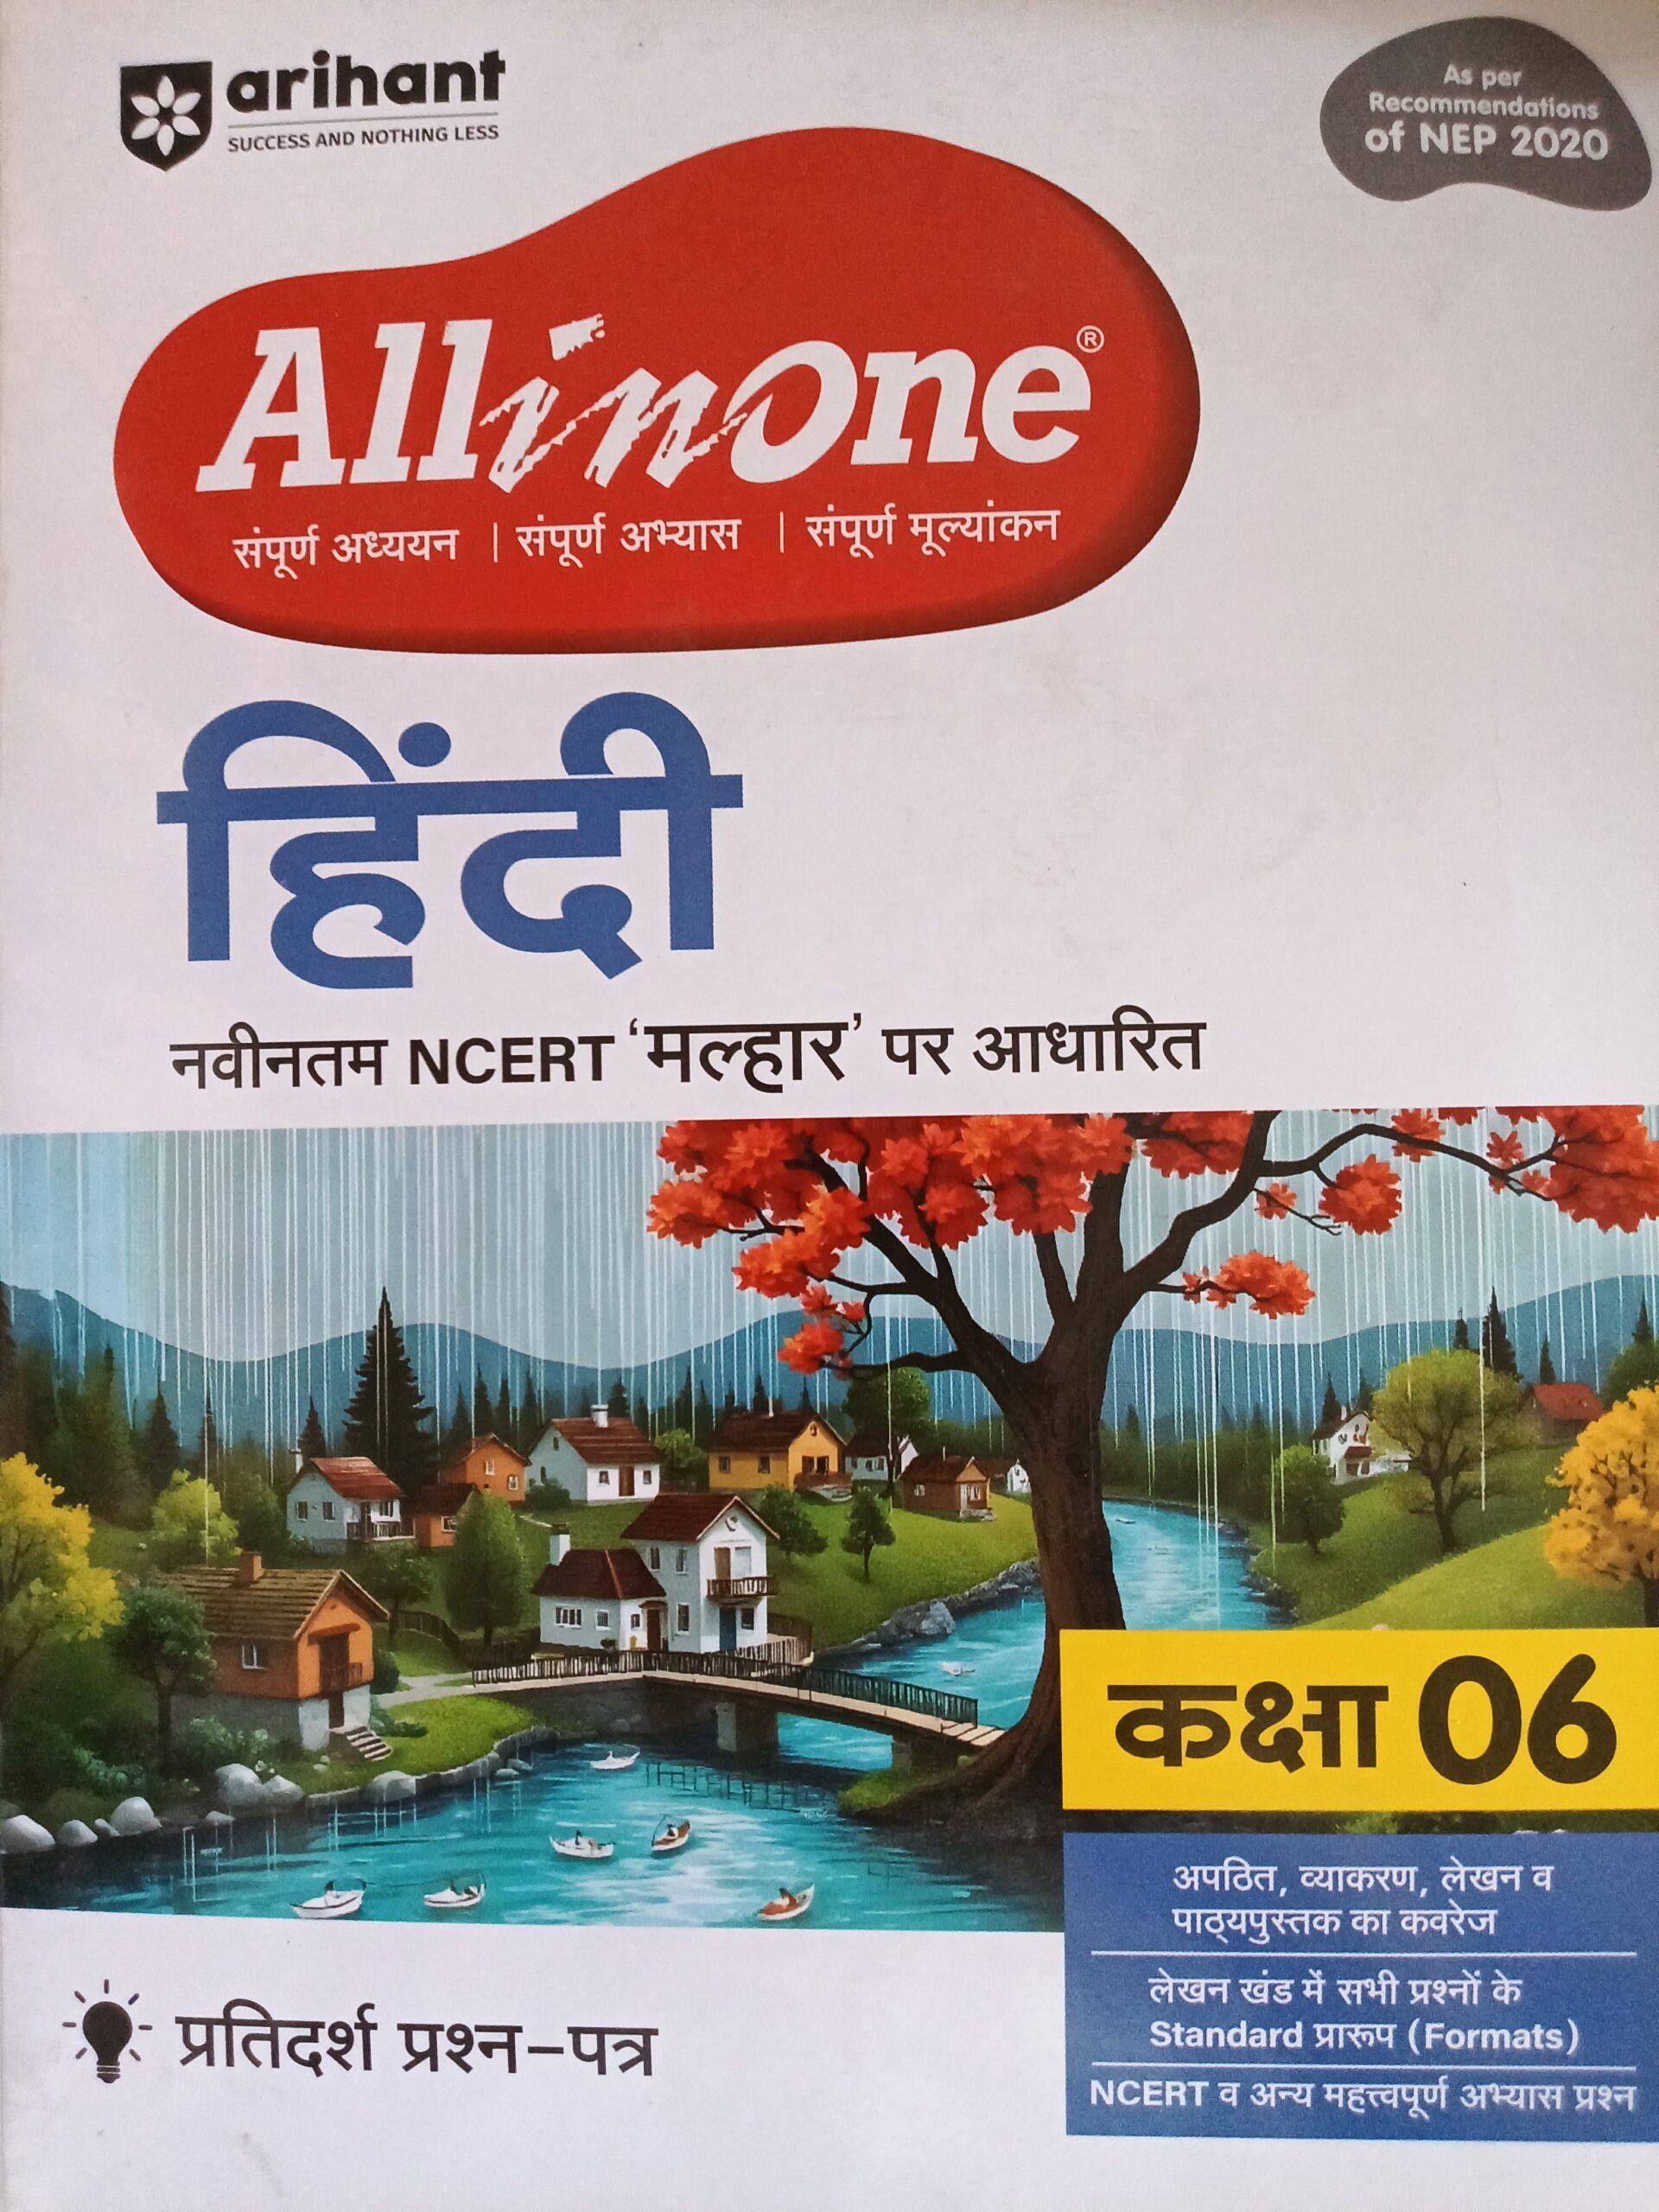 arihant
SUCCESS AND NOTHING LESS
As per
Recommendations
of NEP 2020
All in One®
संपूर्ण अध्ययन | संपूर्ण अभ्यास | संपूर्ण मूल्यांकन
हिंदी
नवीनतम NCERT ‘मल्हार’ पर आधारित
कक्षा 06
अपठित, व्याकरण, लेखन व
पाठ्यपुस्तक का कवरेज
लेखन खंड में सभी प्रश्नों के
Standard प्रारूप (Formats)
NCERT व अन्य महत्त्वपूर्ण अभ्यास प्रश्न
प्रतिदर्श प्रश्न-पत्र